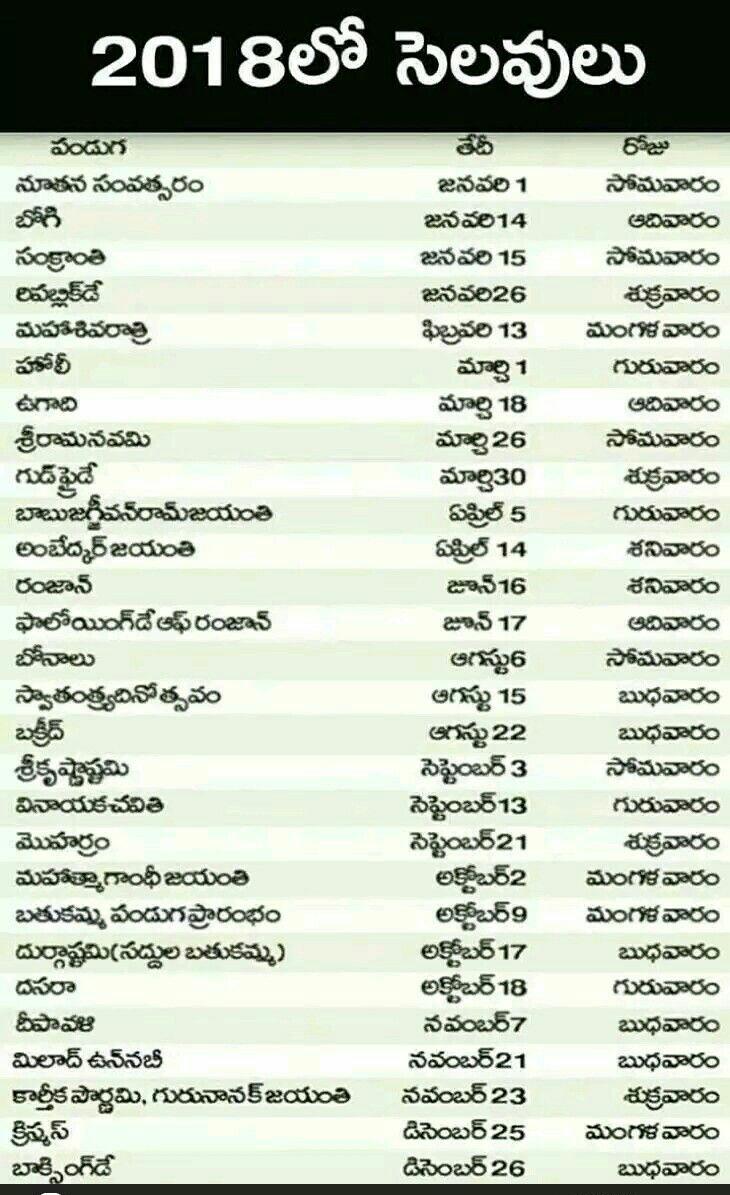 2018లో సెలవులు
పండుగ తేదీ రోజు
నూతన సంవత్సరం జనవరి 1 సోమవారం
బోగి జనవరి14 ఆదివారం
సంక్రాంతి జనవరి 15 సోమవారం
రిపబ్లిక్‌డే జనవరి26 శుక్రవారం
మహాశివరాత్రి ఫిబ్రవరి 13 మంగళవారం
హోలీ మార్చి 1 గురువారం
ఉగాది మార్చి 18 ఆదివారం
శ్రీరామనవమి మార్చి26 సోమవారం
గుడ్‌ఫ్రైడే మార్చి30 శుక్రవారం
బాబుజగ్జీవన్‌రామ్‌జయంతి ఏప్రిల్ 5 గురువారం
అంబేద్కర్‌జయంతి ఏప్రిల్ 14 శనివారం
రంజాన్ జూన్16 శనివారం
ఫాలోయింగ్‌డేఆఫ్‌రంజాన్ జూన్ 17 ఆదివారం
బోనాలు ఆగస్టు6 సోమవారం
స్వాతంత్య్రదినోత్సవం ఆగస్టు 15 బుధవారం
బక్రీద్ ఆగస్టు22 బుధవారం
శ్రీకృష్ణాష్టమి సెప్టెంబర్ 3 సోమవారం
వినాయకచవితి సెప్టెంబర్13 గురువారం
మొహర్రం సెప్టెంబర్21 శుక్రవారం
మహాత్మాగాంధీజయంతి అక్టోబర్2 మంగళవారం
బతుకమ్మ పండుగప్రారంభం అక్టోబర్9 మంగళవారం
దుర్గాష్టమి(సద్దుల బతుకమ్మ) అక్టోబర్17 బుధవారం
దసరా అక్టోబర్18 గురువారం
దీపావళి నవంబర్7 బుధవారం
మిలాద్ ఉన్‌నబీ నవంబర్21 బుధవారం
కార్తీకపౌర్ణమి, గురునానక్‌జయంతి నవంబర్23 శుక్రవారం
క్రిస్మస్ డిసెంబర్25 మంగళవారం
బాక్సింగ్‌డే డిసెంబర్26 బుధవారం